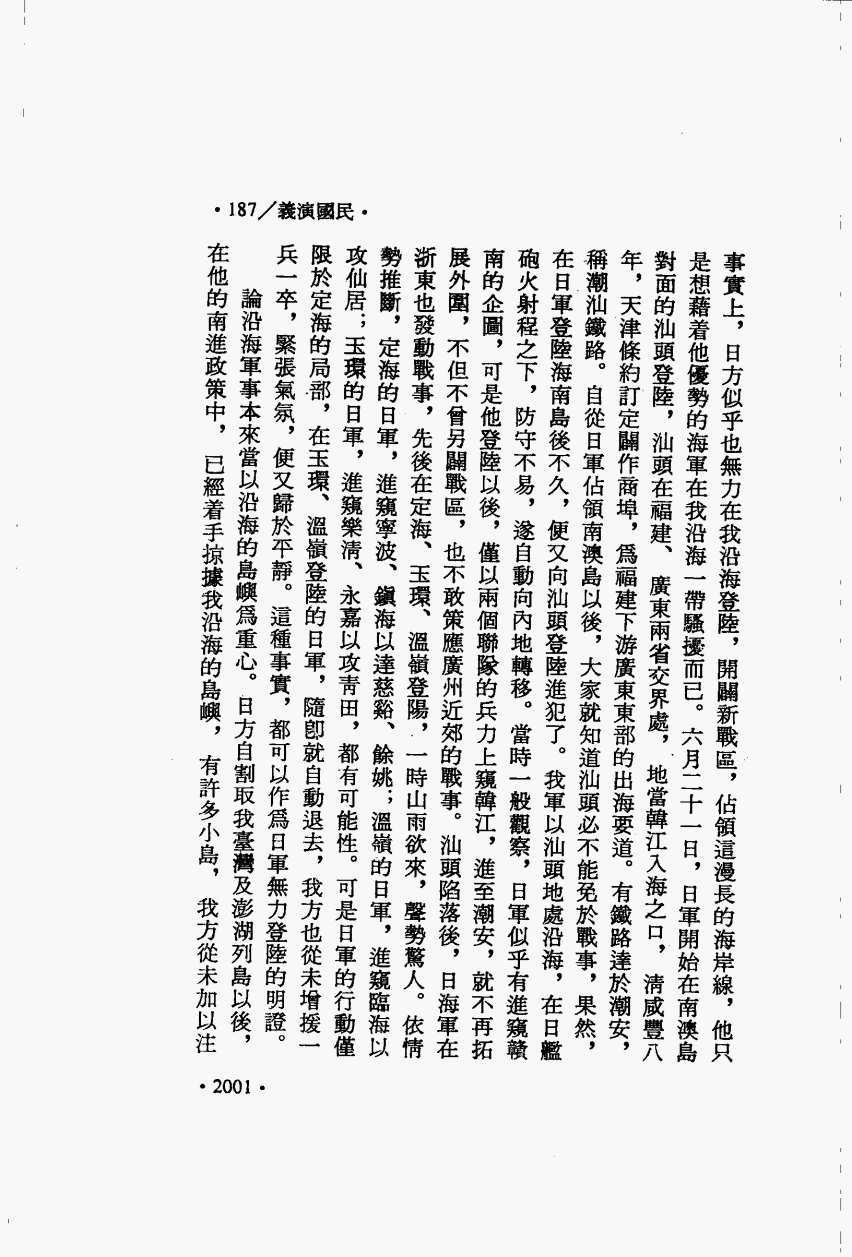 •187／義演國民•
事實上，日方似乎也無力在我沿海登陸，開闢新戰區，佔領這漫長的海岸線，他只
是想藉着他優勢的海軍在我沿海一帶騷擾而已。六月二十一日，日軍開始在南澳島
對面的汕頭登陸，汕頭在福建、廣東兩省交界處，地當韓江入海之口，清咸豐八
年，天津條約訂定闢作商埠，爲福建下游廣東東部的出海要道。有鐵路達於潮安，
稱潮汕鐵路。自從日軍佔領南澳島以後，大家就知道汕頭必不能免於戰事，果然，
在日軍登陸海南島後不久，便又向汕頭登陸進犯了。我軍以汕頭地處沿海，在日艦
砲火射程之下，防守不易，遂自動向內地轉移。當時一般觀察，日軍似乎有進窺贛
南的企圖，可是他登陸以後，僅以兩個聯隊的兵力上窺韓江，進至潮安，就不再拓
展外圍，不但不曾另闢戰區，也不敢策應廣州近郊的戰事。汕頭陷落後，日海軍在
浙東也發動戰事，先後在定海、玉環、溫嶺登陽，一時山雨欲來，聲勢驚人。依情
勢推斷，定海的日軍，進窺寧波、鎭海以達慈谿、餘姚；溫嶺的日軍，進窺臨海以
攻仙居；玉環的日軍，進窺樂清、永嘉以攻靑田，都有可能性。可是日軍的行動僅
限於定海的局部，在玉環、溫嶺登陸的日軍，隨卽就自動退去，我方也從未增援一
兵一卒，緊張氣氛，便又歸於平靜。這種事實，都可以作爲日軍無力登陸的明證。
論沿海軍事本來當以沿海的島嶼爲重心。日方自割取我臺灣及澎湖列島以後，
在他的南進政策中，已經着手掠據我沿海的島嶼，有許多小島，我方從未加以注
•2001•